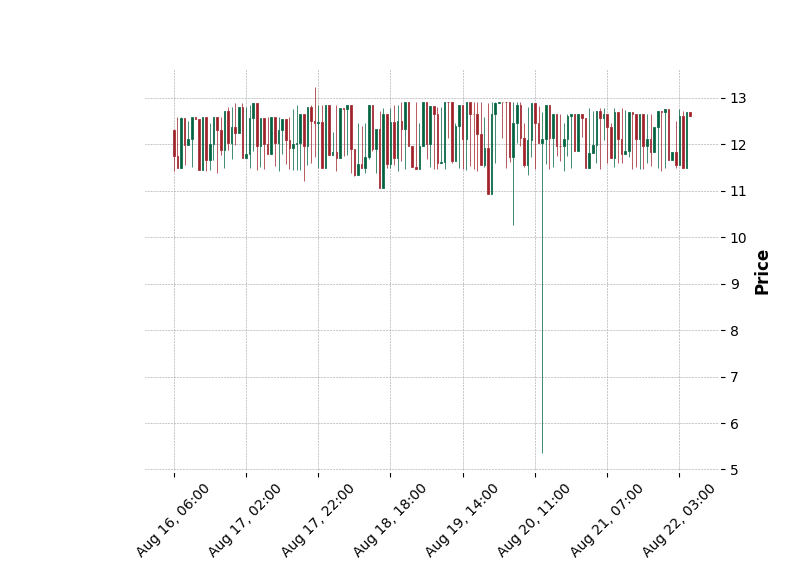 13
12
11
10
9
8
7
6
5
Price
Aug 16, 06:00
Aug 17, 02:00
Aug 17, 22:00
Aug 18, 18:00
Aug 19, 14:00
Aug 20, 11:00
Aug 21, 07:00
Aug 22, 03:00